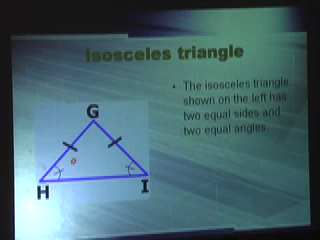 Isosceles triangle
• The isosceles triangle
shown on the left has
two equal sides and
two equal angles
G
H I